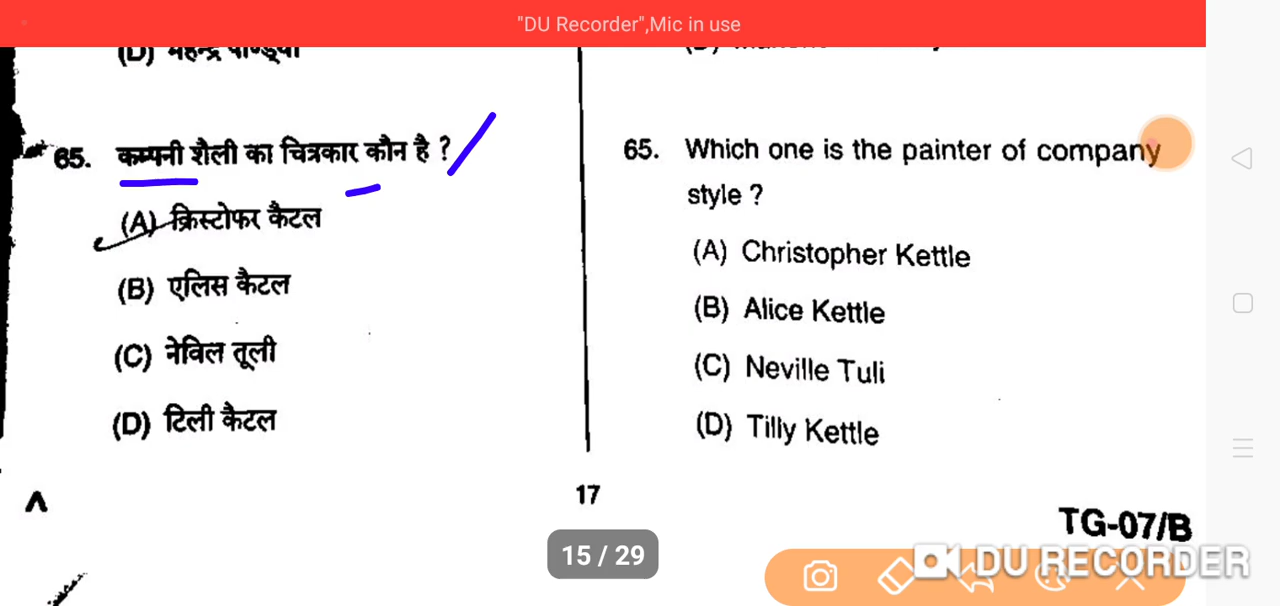 "DU Recorder",Mic in use
(D) महेन्द्र पाण्ड्या
65. कम्पनी शैली का चित्रकार कौन है ?
(A) क्रिस्टोफर कैटल
(B) एलिस कैटल
(C) नेविल तूली
(D) टिली कैटल
65. Which one is the painter of company
style ?
(A) Christopher Kettle
(B) Alice Kettle
(C) Neville Tuli
(D) Tilly Kettle
17
TG-07/B
15 / 29
DU RECORDER